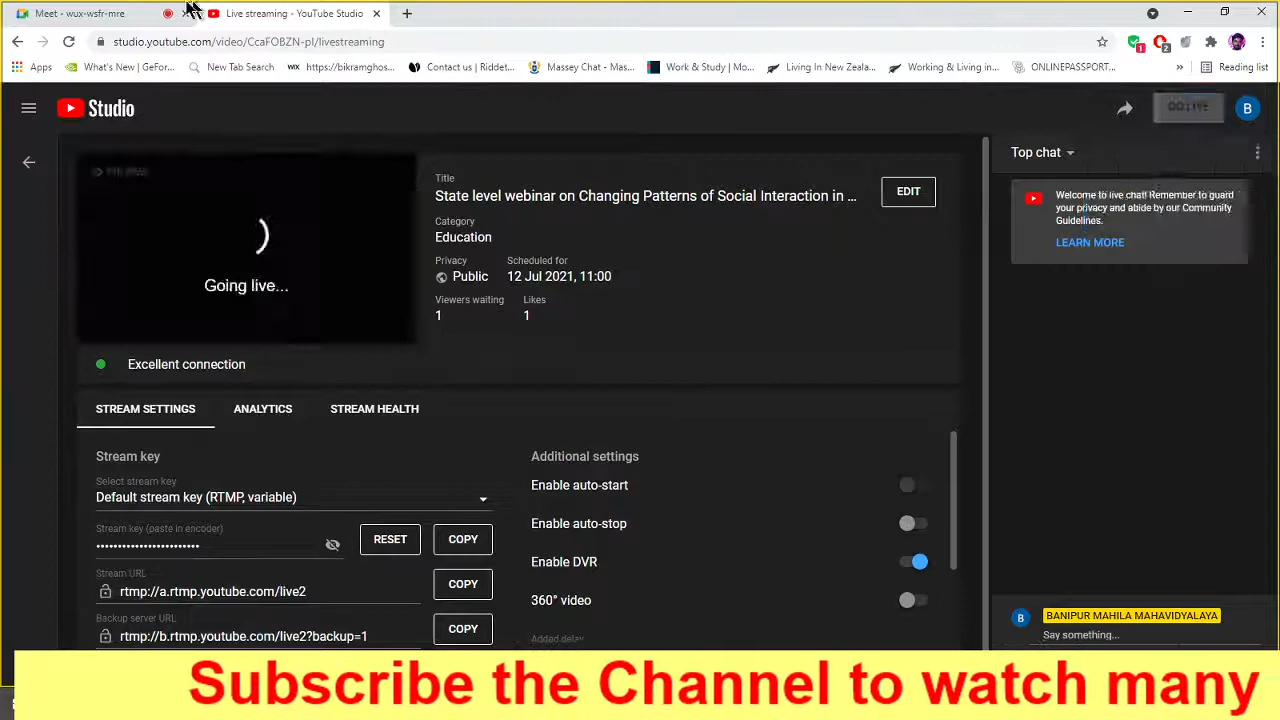 Meet - wux-wsfr-mre
Live streaming - YouTube Studio
studio.youtube.com/video/CcaFOBZN-pI/livestreaming
1
2
Apps
What's New | GeFor...
New Tab Search
WIX https://bikramghos...
Contact us | Riddet...
Massey Chat - Mas...
Work & Study | Mo...
Living In New Zeala...
Working & Living in...
ONLINEPASSPORT...
»
Reading list
Studio
GO LIVE
B
Going live...
Excellent connection
Title
State level webinar on Changing Patterns of Social Interaction in ...
EDIT
Category
Education
Privacy
Public
Scheduled for
12 Jul 2021, 11:00
Viewers waiting
1
Likes
1
Top chat
Welcome to live chat! Remember to guard
your privacy and abide by our Community
Guidelines.
LEARN MORE
STREAM SETTINGS
ANALYTICS
STREAM HEALTH
Stream key
Select stream key
Default stream key (RTMP, variable)
Stream key (paste in encoder)
••••••••••••••••••••••••
RESET
COPY
Stream URL
rtmp://a.rtmp.youtube.com/live2
COPY
Backup server URL
rtmp://b.rtmp.youtube.com/live2?backup=1
COPY
Additional settings
Enable auto-start
Enable auto-stop
Enable DVR
360° video
Added delay
B
BANIPUR MAHILA MAHAVIDYALAYA
Say something...
Subscribe the Channel to watch many